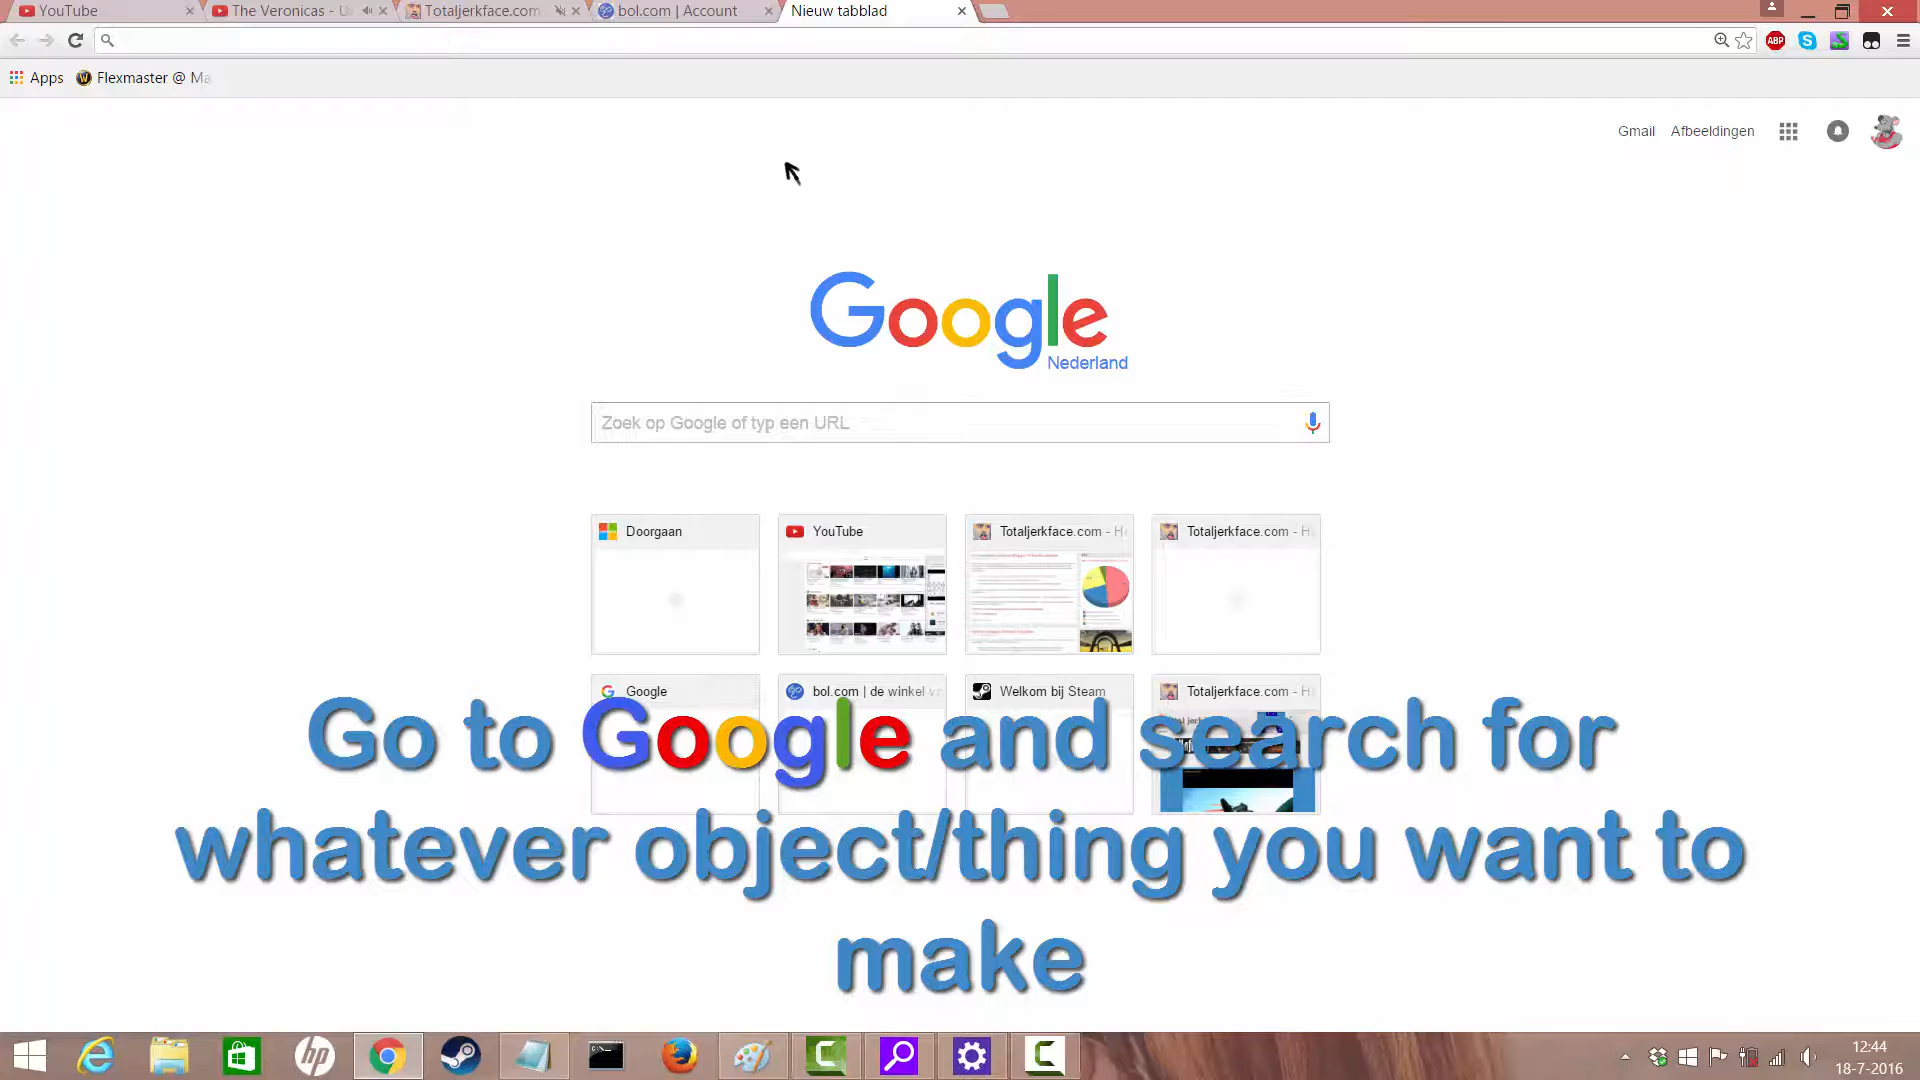 YouTube
The Veronicas - U
Totaljerkface.com
bol.com | Account
Nieuw tabblad
ABP
Apps
Flexmaster @ Ma
Gmail
Afbeeldingen
Google
Nederland
Zoek op Google of typ een URL
Doorgaan
YouTube
Totaljerkface.com - H
Totaljerkface.com - H
Google
bol.com | de winkel va
Welkom bij Steam
Totaljerkface.com - H
Go to Google and search for
whatever object/thing you want to
make
hp
12:44
18-7-2016